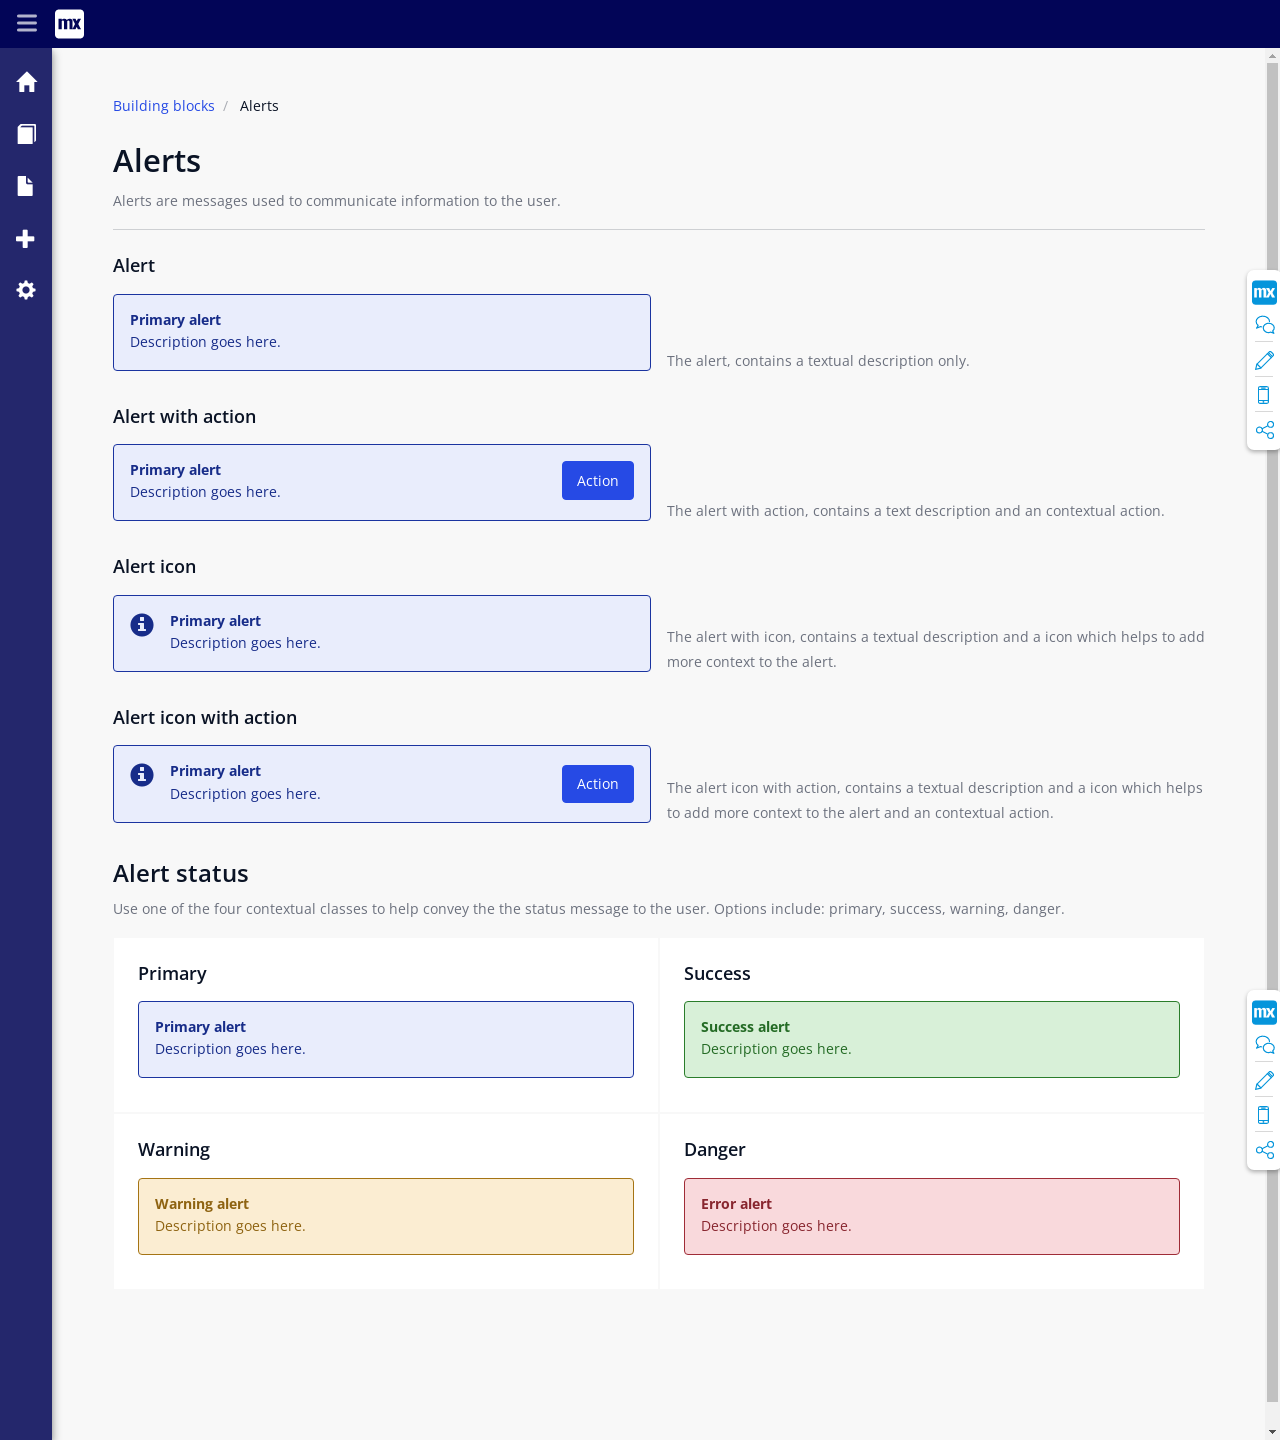 mx
Building blocks / Alerts
Alerts
Alerts are messages used to communicate information to the user.
Alert
Primary alert
Description goes here.
The alert, contains a textual description only.
Alert with action
Primary alert
Description goes here.
Action
The alert with action, contains a text description and an contextual action.
Alert icon
Primary alert
Description goes here.
The alert with icon, contains a textual description and a icon which helps to add
more context to the alert.
Alert icon with action
Primary alert
Description goes here.
Action
The alert icon with action, contains a textual description and a icon which helps
to add more context to the alert and an contextual action.
Alert status
Use one of the four contextual classes to help convey the the status message to the user. Options include: primary, success, warning, danger.
Primary
Primary alert
Description goes here.
Success
Success alert
Description goes here.
Warning
Warning alert
Description goes here.
Danger
Error alert
Description goes here.
mx
mx